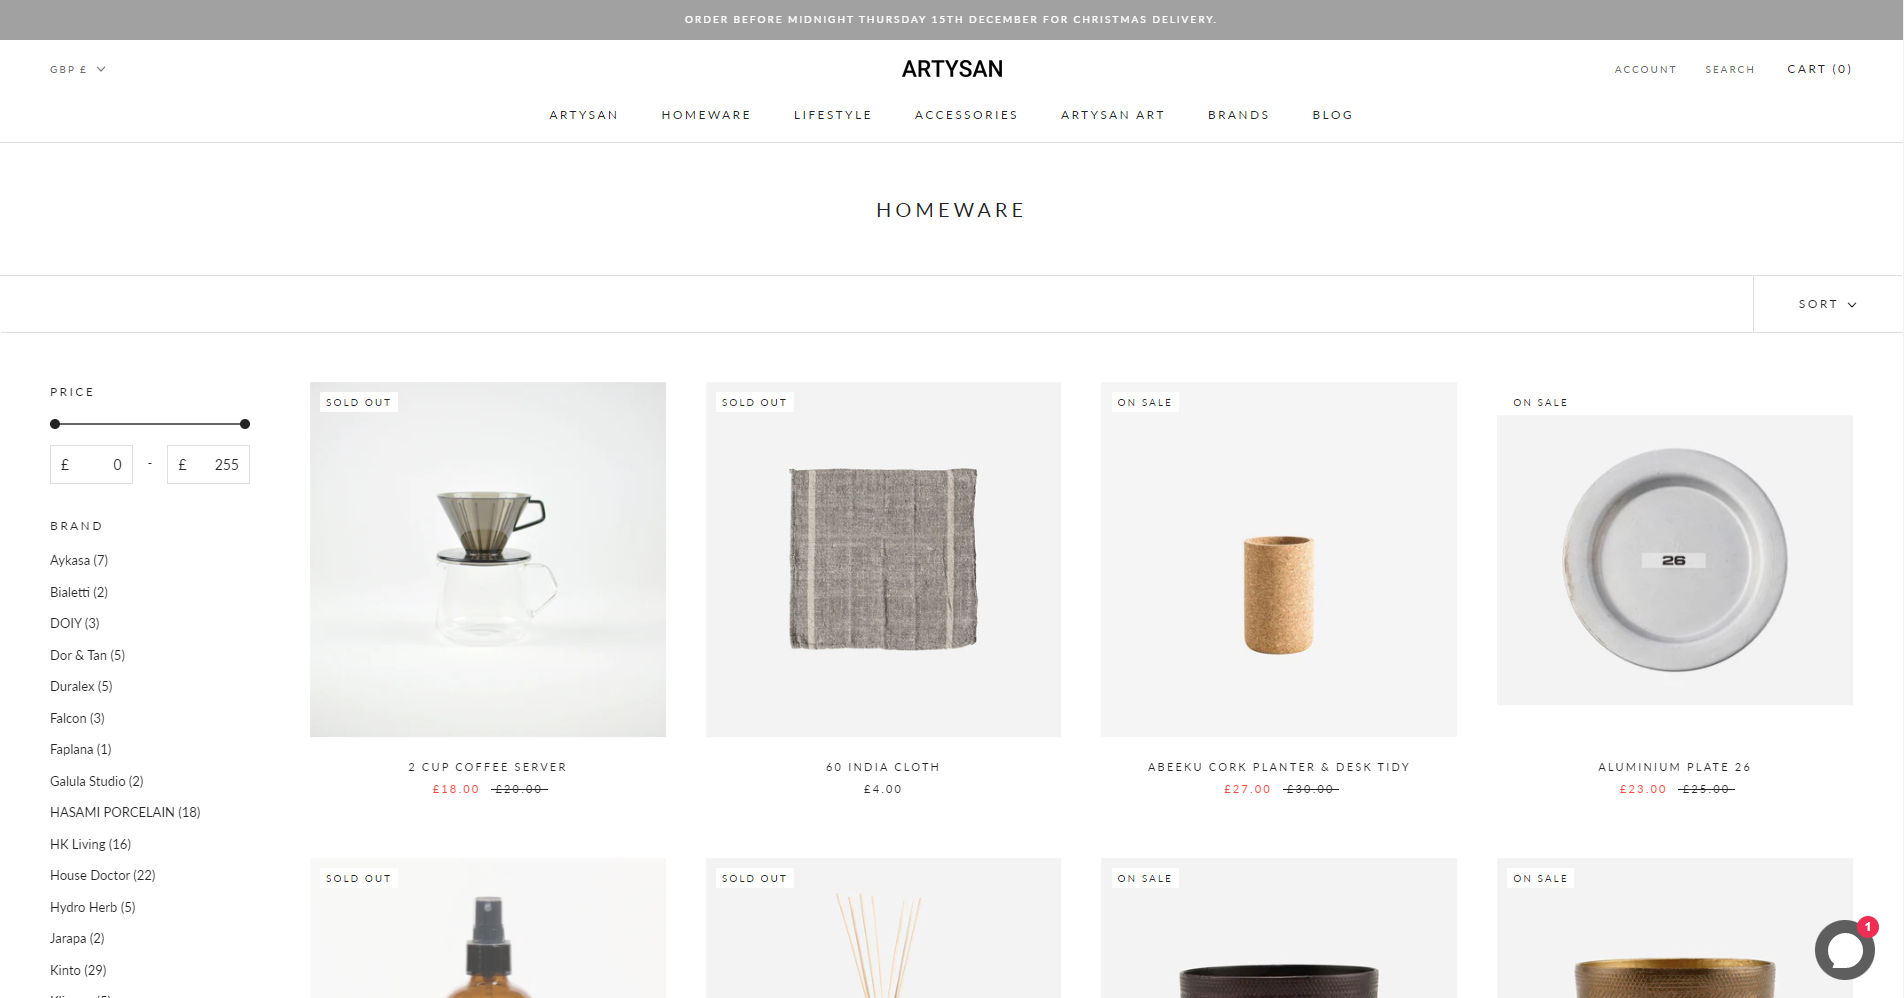 ORDER BEFORE MIDNIGHT THURSDAY 15TH DECEMBER FOR CHRISTMAS DELIVERY.
GBP £
ARTYSAN
ACCOUNT
SEARCH
CART (0)
ARTYSAN
HOMEWARE
LIFESTYLE
ACCESSORIES
ARTYSAN ART
BRANDS
BLOG
HOMEWARE
SORT
PRICE
£ 0 - £ 255
BRAND
Aykasa (7)
Bialetti (2)
DOIY (3)
Dor & Tan (5)
Duralex (5)
Falcon (3)
Faplana (1)
Galula Studio (2)
HASAMI PORCELAIN (18)
HK Living (16)
House Doctor (22)
Hydro Herb (5)
Jarapa (2)
Kinto (29)
SOLD OUT
2 CUP COFFEE SERVER
£18.00 £20.00
SOLD OUT
60 INDIA CLOTH
£4.00
ON SALE
ABEEKU CORK PLANTER & DESK TIDY
£27.00 £30.00
ON SALE
26
ALUMINIUM PLATE 26
£23.00 £25.00
SOLD OUT
SOLD OUT
ON SALE
ON SALE
1